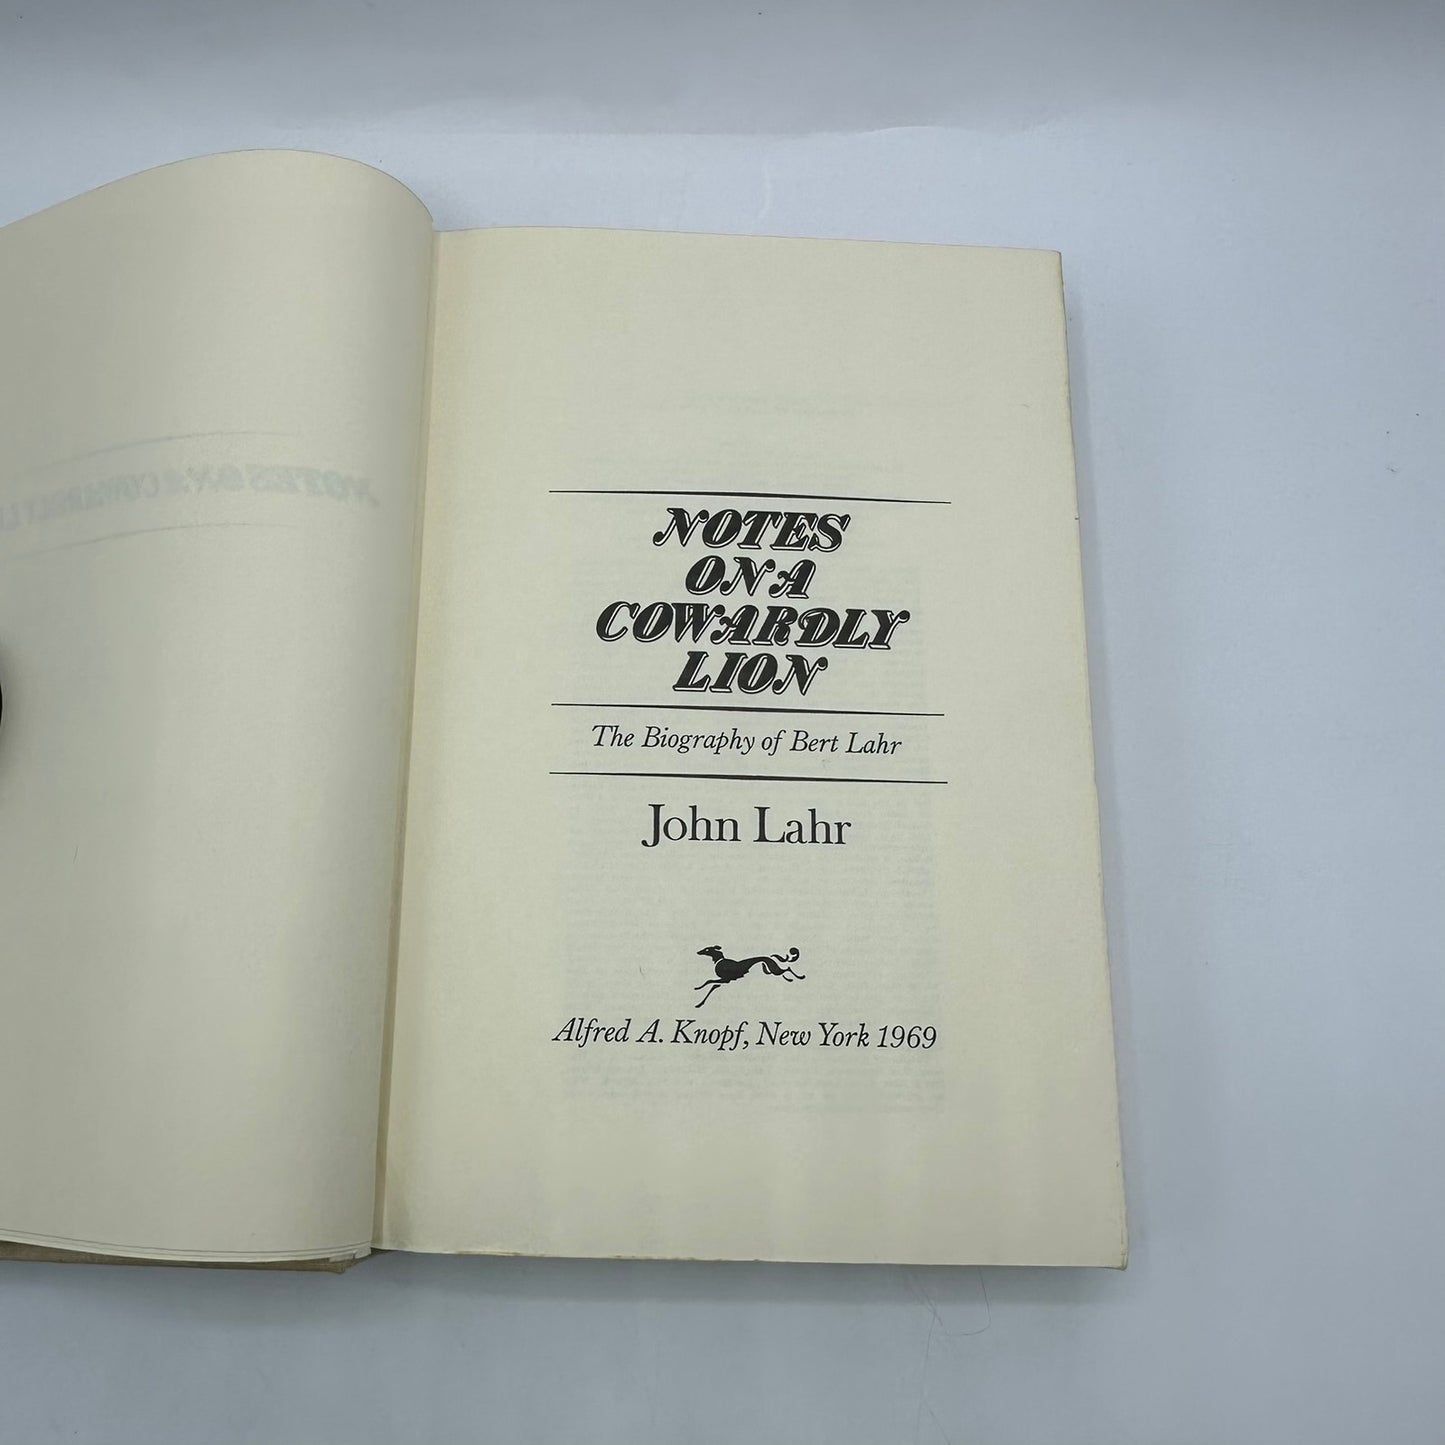 NOTES
ON A
COWARDLY
LION
The Biography of Bert Lahr
John Lahr
Alfred A. Knopf, New York 1969